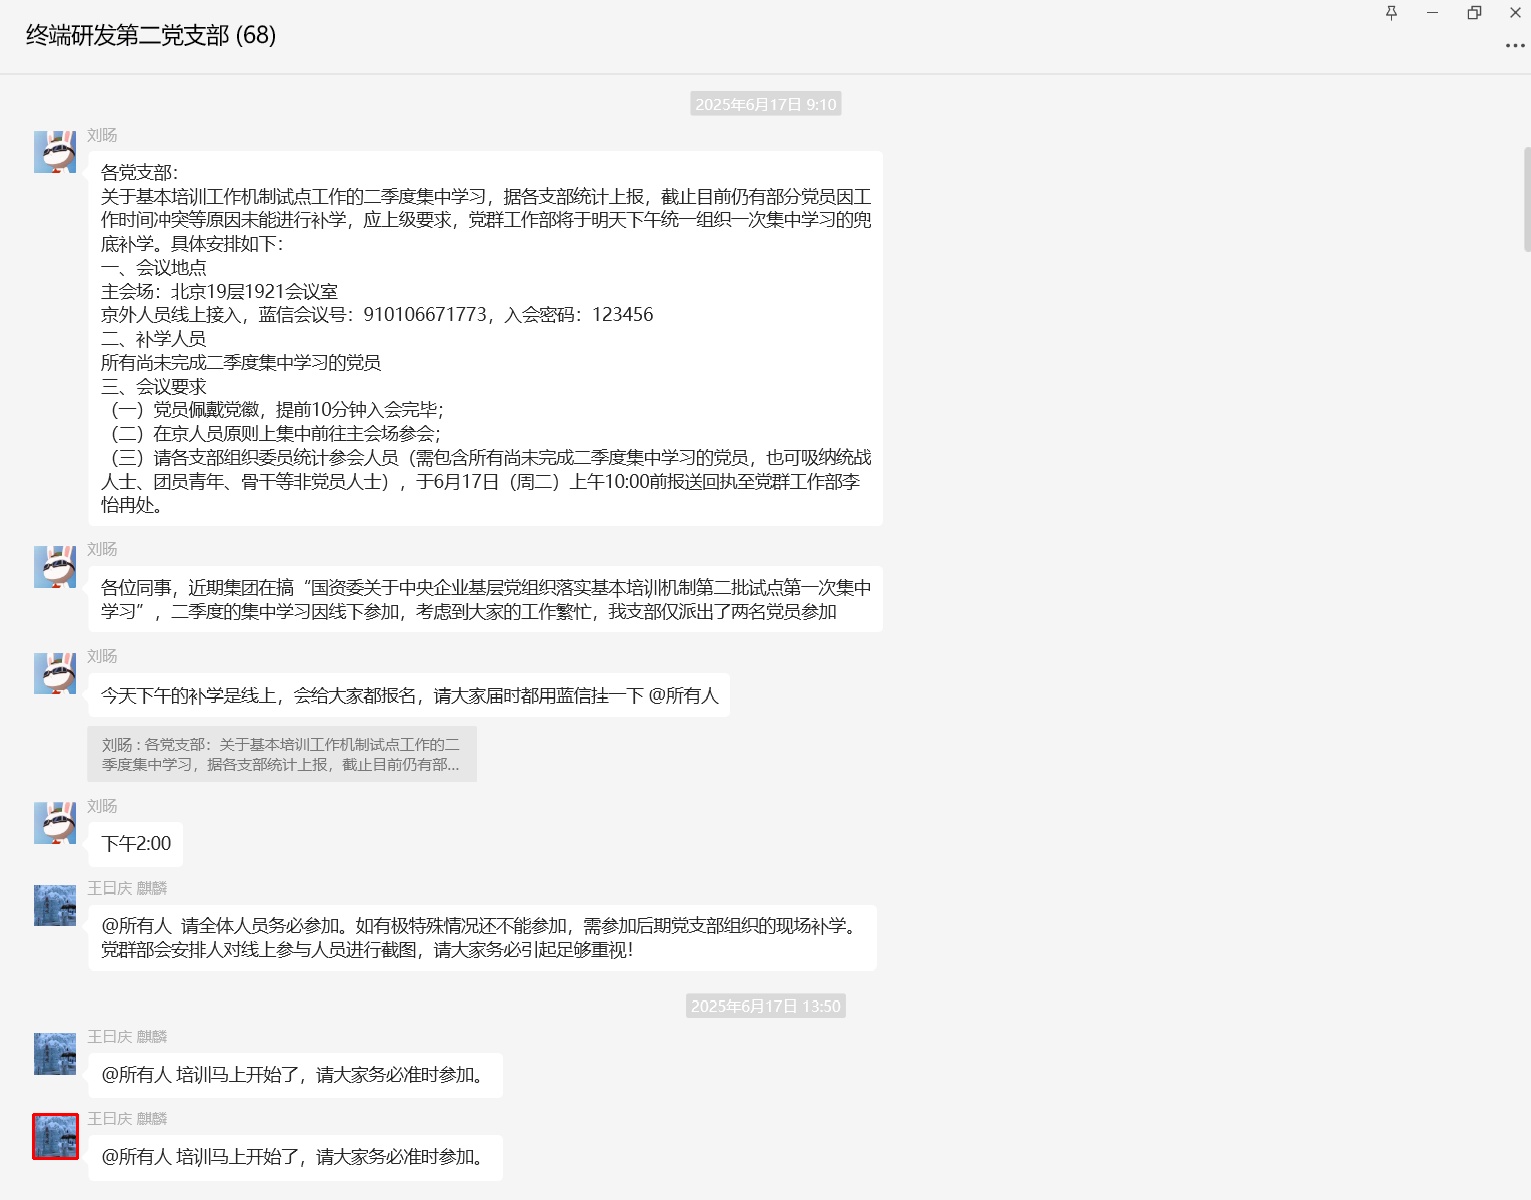 终端研发第二党支部 (68)
2025年6月17日 9:10
刘旸
各党支部：
关于基本培训工作机制试点工作的二季度集中学习，据各支部统计上报，截止目前仍有部分党员因工
作时间冲突等原因未能进行补学，应上级要求，党群工作部将于明天下午统一组织一次集中学习的兜
底补学。具体安排如下：
一、会议地点
主会场：北京19层1921会议室
京外人员线上接入，蓝信会议号：910106671773，入会密码：123456
二、补学人员
所有尚未完成二季度集中学习的党员
三、会议要求
（一）党员佩戴党徽，提前10分钟入会完毕；
（二）在京人员原则上集中前往主会场参会；
（三）请各支部组织委员统计参会人员（需包含所有尚未完成二季度集中学习的党员，也可吸纳统战
人士、团员青年、骨干等非党员人士），于6月17日（周二）上午10:00前报送回执至党群工作部李
怡冉处。
刘旸
各位同事，近期集团在搞“国资委关于中央企业基层党组织落实基本培训机制第二批试点第一次集中
学习”，二季度的集中学习因线下参加，考虑到大家的工作繁忙，我支部仅派出了两名党员参加
刘旸
今天下午的补学是线上，会给大家都报名，请大家届时都用蓝信挂一下 @所有人
刘旸 : 各党支部：关于基本培训工作机制试点工作的二
季度集中学习，据各支部统计上报，截止目前仍有部...
刘旸
下午2:00
王曰庆 麒麟
@所有人 请全体人员务必参加。如有极特殊情况还不能参加，需参加后期党支部组织的现场补学。
党群部会安排人对线上参与人员进行截图，请大家务必引起足够重视！
2025年6月17日 13:50
王曰庆 麒麟
@所有人 培训马上开始了，请大家务必准时参加。
王曰庆 麒麟
@所有人 培训马上开始了，请大家务必准时参加。